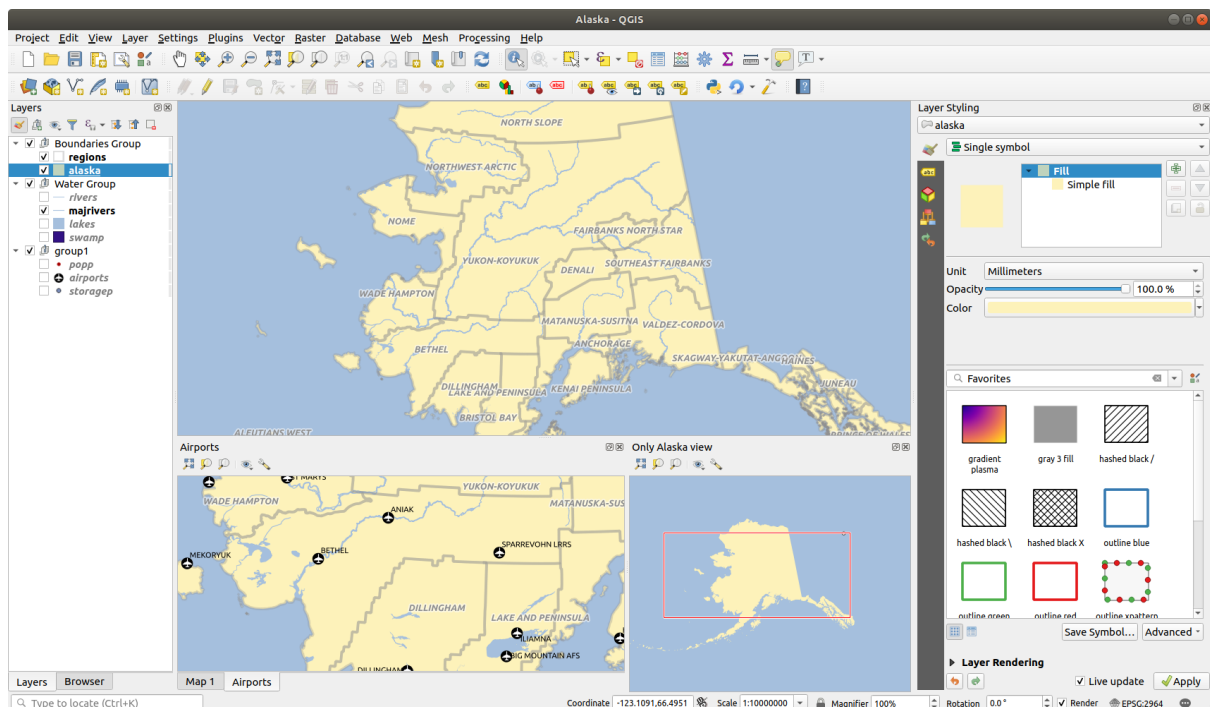 Alaska - QGIS
Project Edit View Layer Settings Plugins Vector Raster Database Web Mesh Processing Help
Layers
Boundaries Group
regions
alaska
Water Group
rivers
majrivers
lakes
swamp
group1
popp
airports
storagep
Layers Browser
NORTH SLOPE
NORTHWEST ARCTIC
NOME
FAIRBANKS NORTH STAR
YUKON-KOYUKUK
DENALI
SOUTHEAST FAIRBANKS
WADE HAMPTON
MATANUSKA-SUSITNA
VALDEZ-CORDOVA
ANCHORAGE
BETHEL
SKAGWAY-YAKUTAT-ANGOON
HAINES
DILLINGHAM
LAKE AND PENINSULA
KENAI PENINSULA
JUNEAU
BRISTOL BAY
ALEUTIANS WEST
Airports
ST MARYS
YUKON-KOYUKUK
WADE HAMPTON
MATANUSKA-SUS
ANIAK
BETHEL
SPARREVOHN LRRS
MEKORYUK
DILLINGHAM
LAKE AND PENINSULA
ILIAMNA
BIG MOUNTAIN AFS
DILLINGHAM
Map 1 Airports
Only Alaska view
Layer Styling
alaska
Single symbol
Fill
Simple fill
Unit Millimeters
Opacity 100.0 %
Color
Favorites
gradient plasma
gray 3 fill
hashed black /
hashed black \
hashed black X
outline blue
outline green
outline red
outline xpattern
Save Symbol... Advanced
Layer Rendering
Live update Apply
Type to locate (Ctrl+K)
Coordinate -123.1091,66.4951 Scale 1:10000000 Magnifier 100% Rotation 0.0 ° Render EPSG:2964